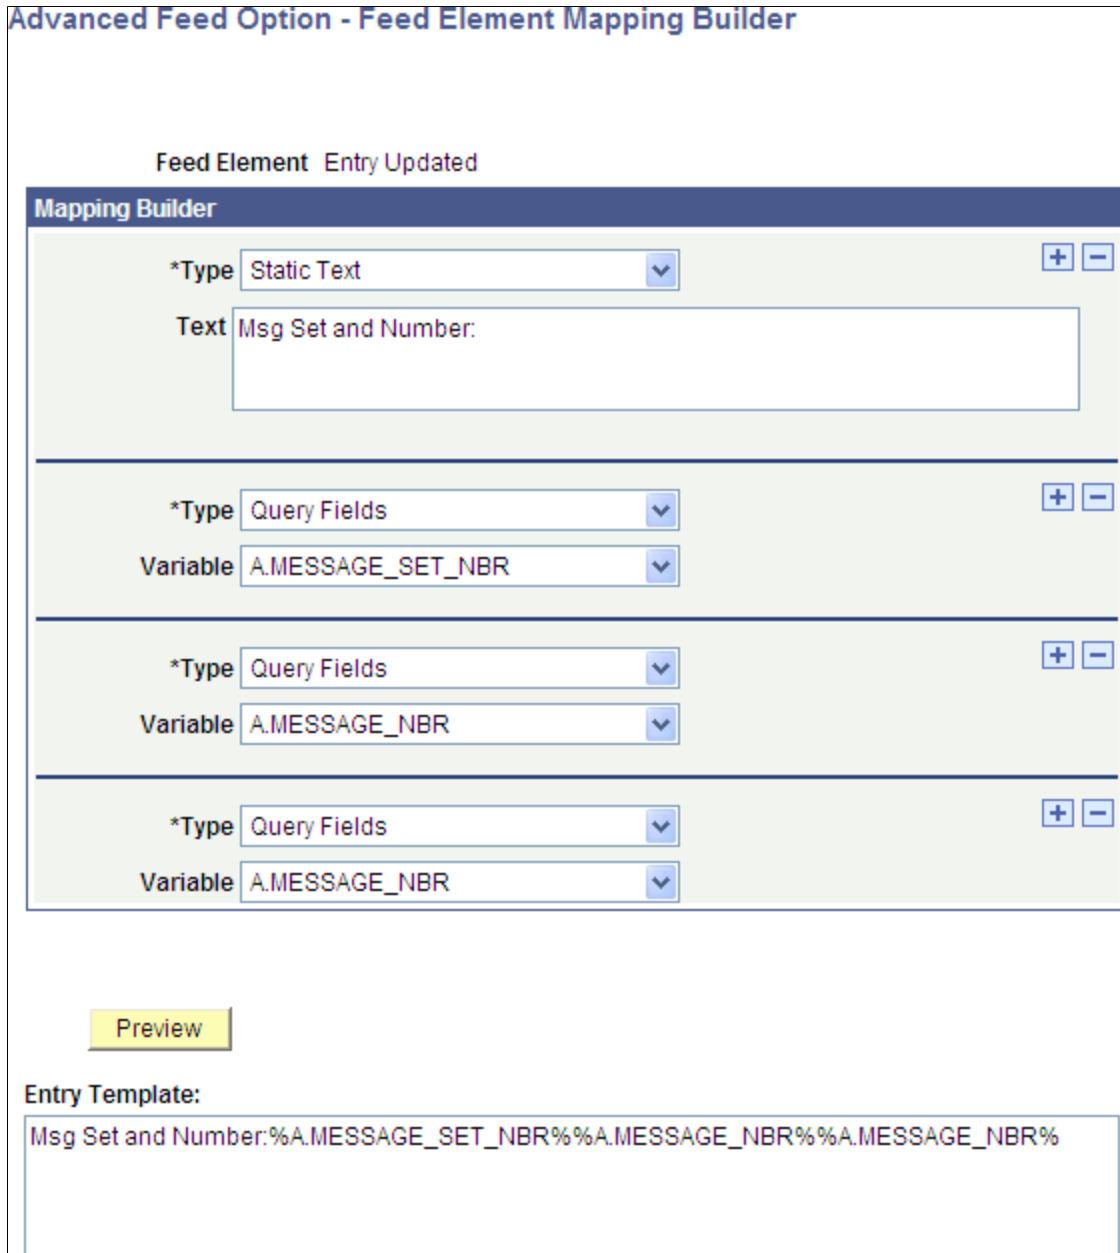 Advanced Feed Option - Feed Element Mapping Builder
Feed Element Entry Updated
Mapping Builder
*Type Static Text
Text Msg Set and Number:
*Type Query Fields
Variable A.MESSAGE_SET_NBR
*Type Query Fields
Variable A.MESSAGE_NBR
*Type Query Fields
Variable A.MESSAGE_NBR
Preview
Entry Template:
Msg Set and Number:%A.MESSAGE_SET_NBR%%A.MESSAGE_NBR%%A.MESSAGE_NBR%